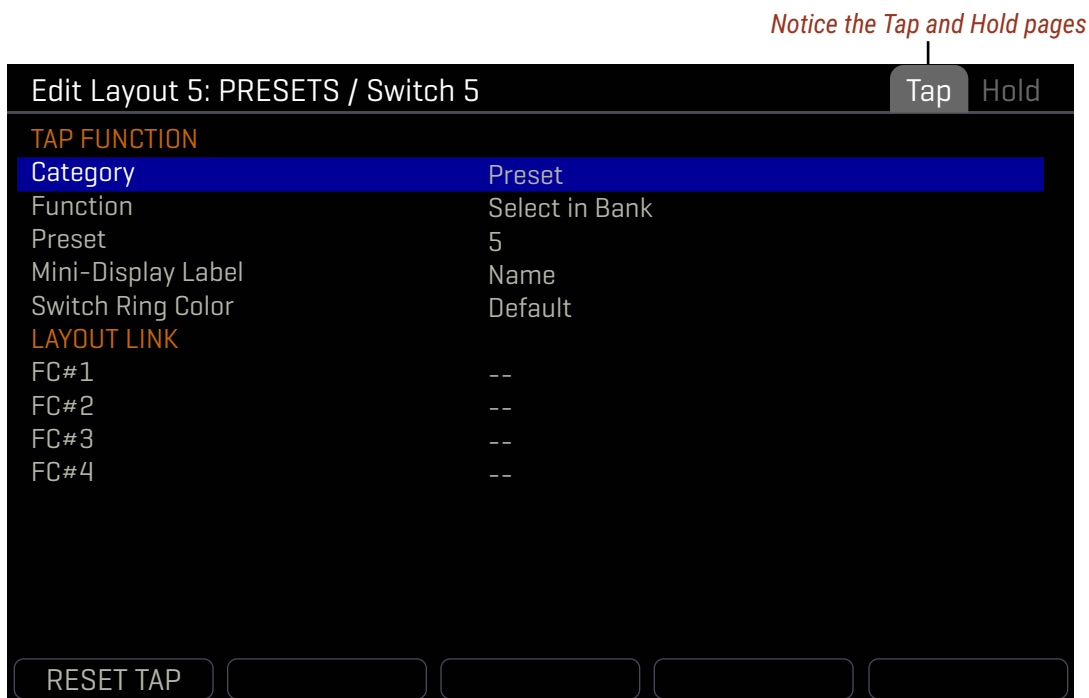 Notice the Tap and Hold pages
Edit Layout 5: PRESETS / Switch 5 Tap Hold
TAP FUNCTION
Category Preset
Function Select in Bank
Preset 5
Mini-Display Label Name
Switch Ring Color Default
LAYOUT LINK
FC#1 --
FC#2 --
FC#3 --
FC#4 --
RESET TAP